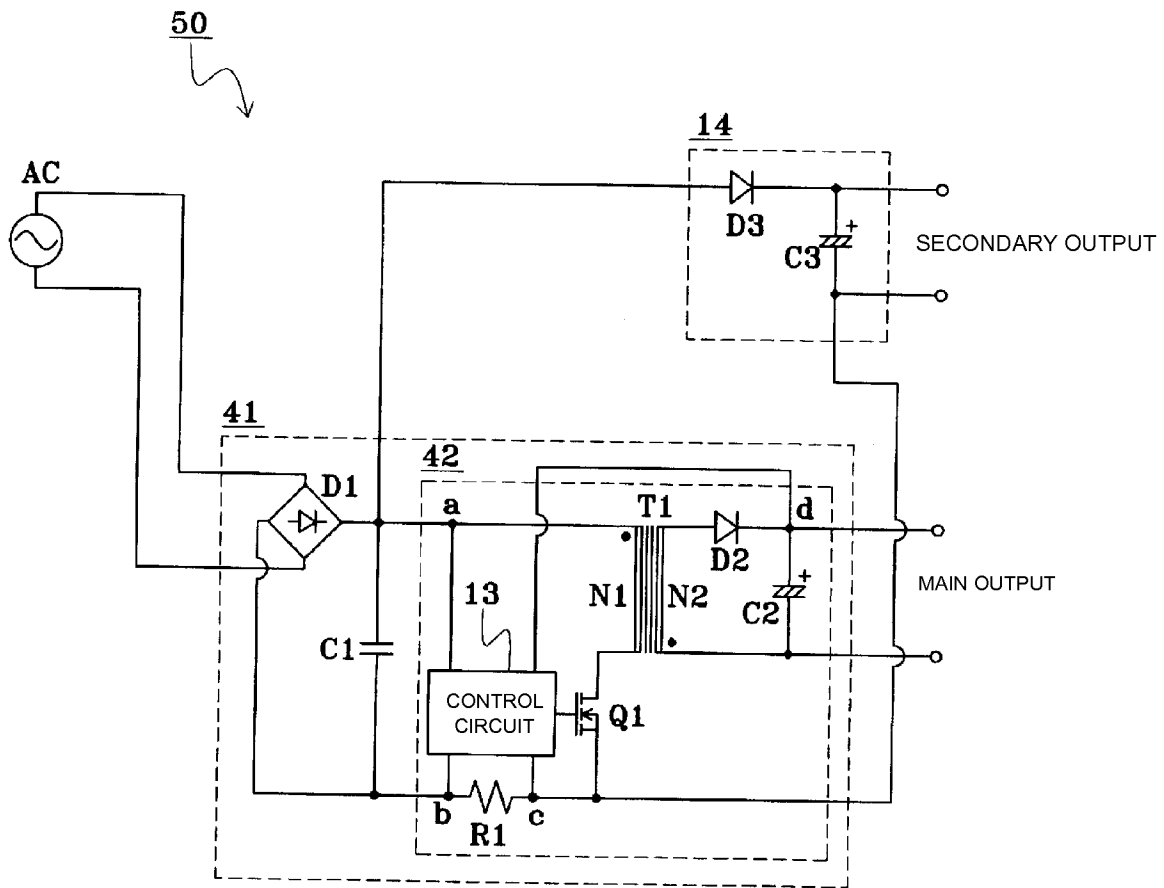 50
14
AC
D3
C3
SECONDARY OUTPUT
41
42
D1
a
T1
d
D2
13
N1
N2
C2
MAIN OUTPUT
C1
CONTROL
CIRCUIT
Q1
b
c
R1
+
+